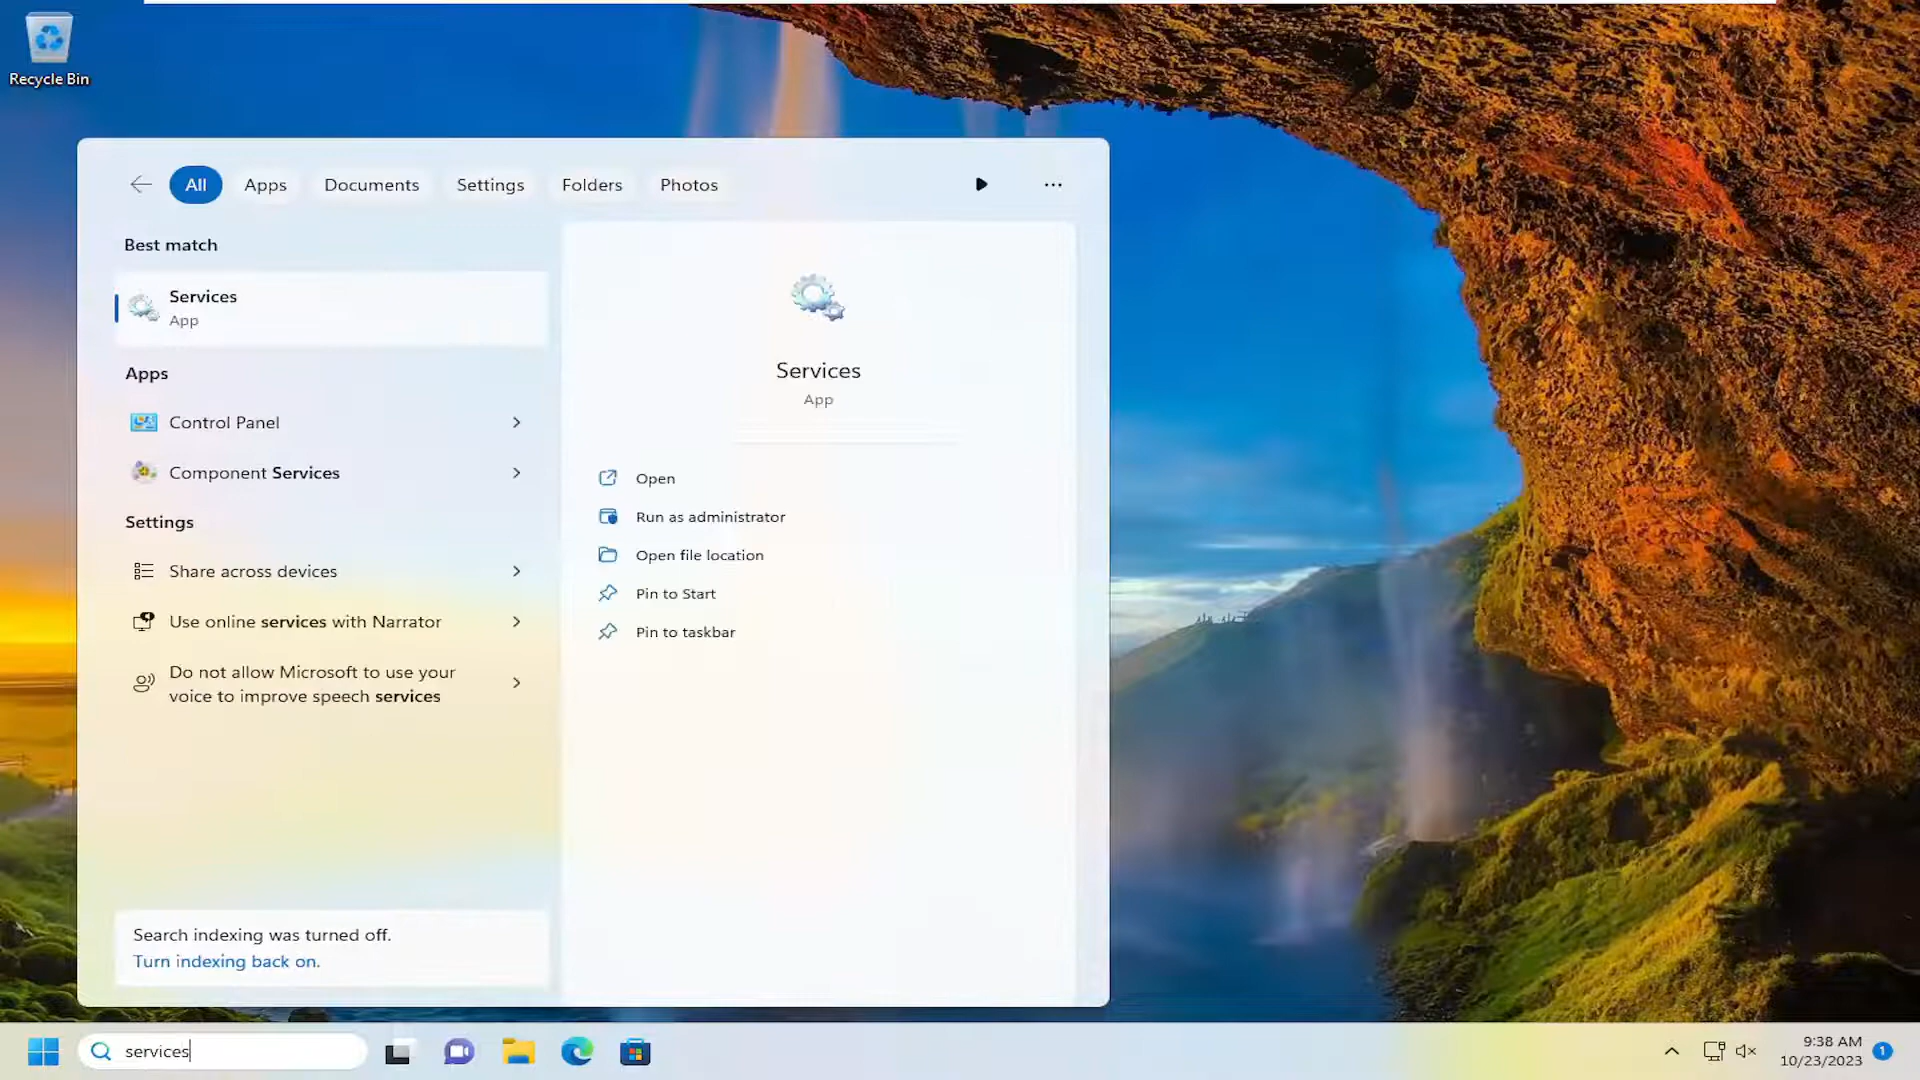 Recycle Bin
All
Apps
Documents
Settings
Folders
Photos
Best match
Services
App
Apps
Control Panel
Component Services
Settings
Share across devices
Use online services with Narrator
Do not allow Microsoft to use your
voice to improve speech services
Search indexing was turned off.
Turn indexing back on.
Services
App
Open
Run as administrator
Open file location
Pin to Start
Pin to taskbar
services
9:38 AM
10/23/2023
1